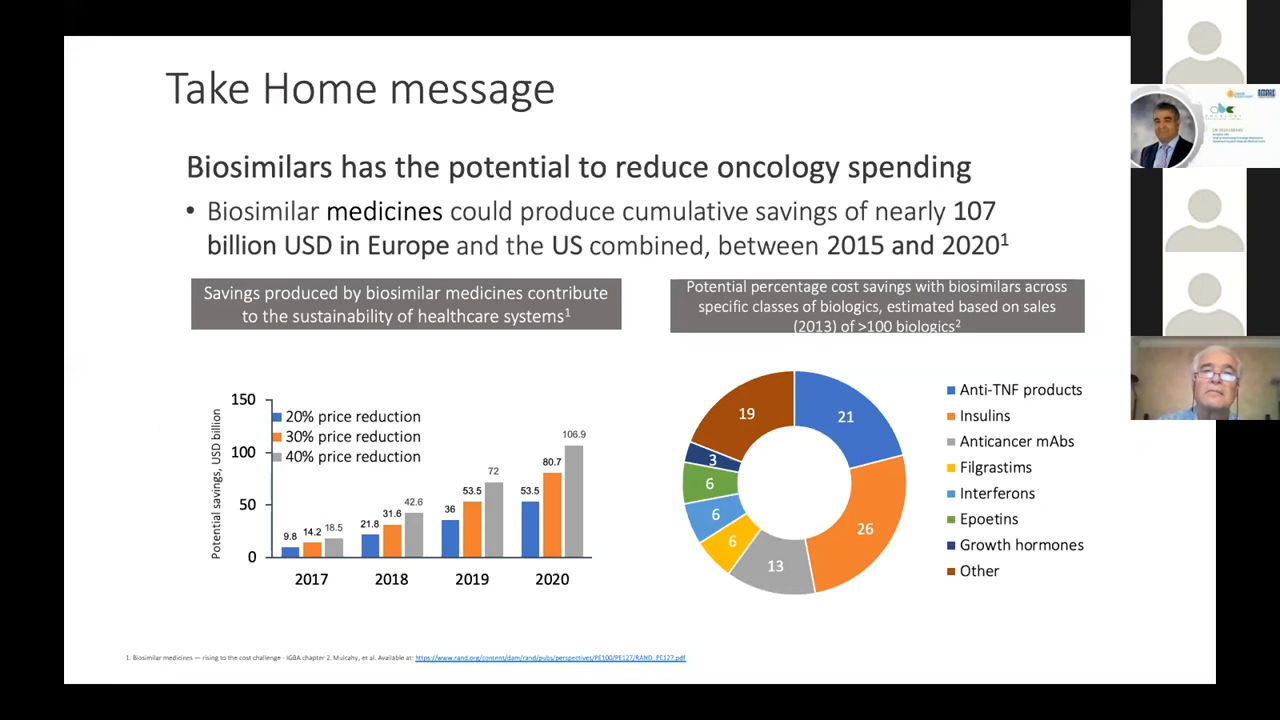 Take Home message
Biosimilars has the potential to reduce oncology spending
• Biosimilar medicines could produce cumulative savings of nearly 107
billion USD in Europe and the US combined, between 2015 and 2020¹
Savings produced by biosimilar medicines contribute
to the sustainability of healthcare systems¹
Potential savings, USD billion
150
100
50
0
20% price reduction
30% price reduction
40% price reduction
9.8 14.2 18.5
21.8 31.6 42.6
36 53.5 72
53.5 80.7 106.9
2017 2018 2019 2020
Potential percentage cost savings with biosimilars across
specific classes of biologics, estimated based on sales
(2013) of >100 biologics²
21
26
13
6
6
6
3
19
Anti-TNF products
Insulins
Anticancer mAbs
Filgrastims
Interferons
Epoetins
Growth hormones
Other
1. Biosimilar medicines — rising to the cost challenge - IGBA chapter 2. Mulcahy, et al. Available at: https://www.rand.org/content/dam/rand/pubs/perspectives/PE100/PE127/RAND_PE127.pdf